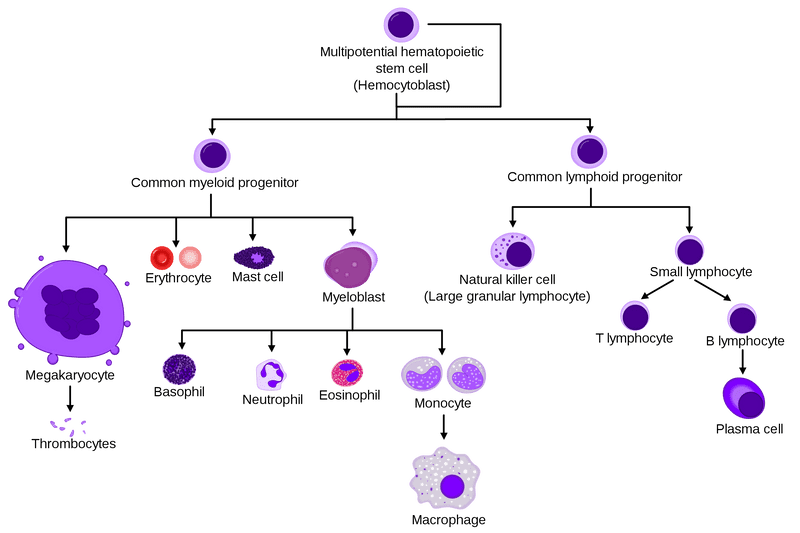 Multipotential hematopoietic
stem cell
(Hemocytoblast)
Common myeloid progenitor
Common lymphoid progenitor
Erythrocyte
Mast cell
Myeloblast
Natural killer cell
(Large granular lymphocyte)
Small lymphocyte
T lymphocyte
B lymphocyte
Megakaryocyte
Basophil
Neutrophil
Eosinophil
Monocyte
Plasma cell
Thrombocytes
Macrophage